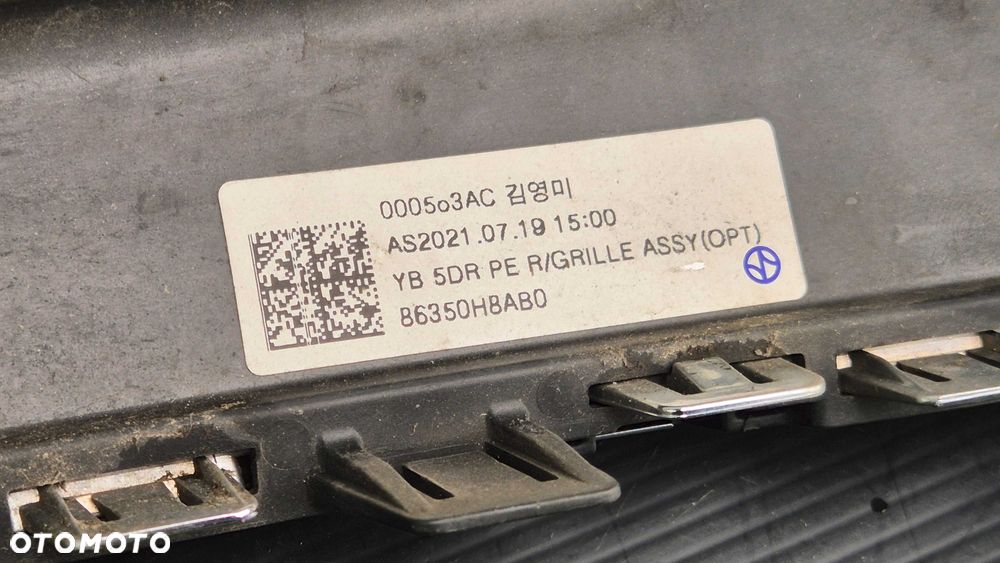 0005o3AC 김영미
AS2021.07.19 15:00
YB 5DR PE R/GRILLE ASSY(OPT)
86350H8AB0
OTOMOTO